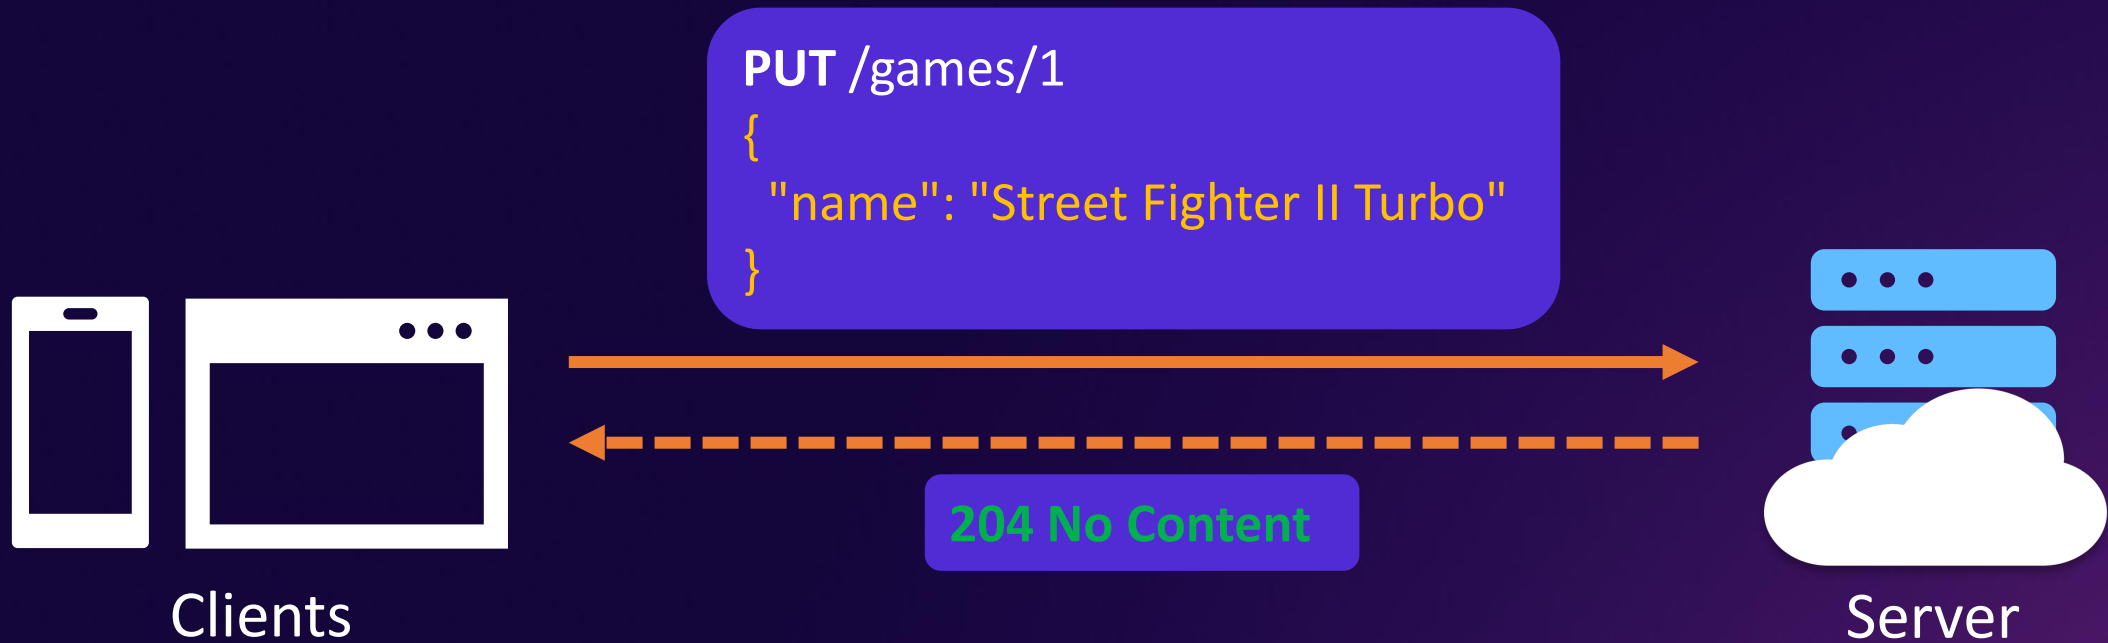 PUT /games/1
{
"name": "Street Fighter II Turbo"
}
204 No Content
Clients
Server